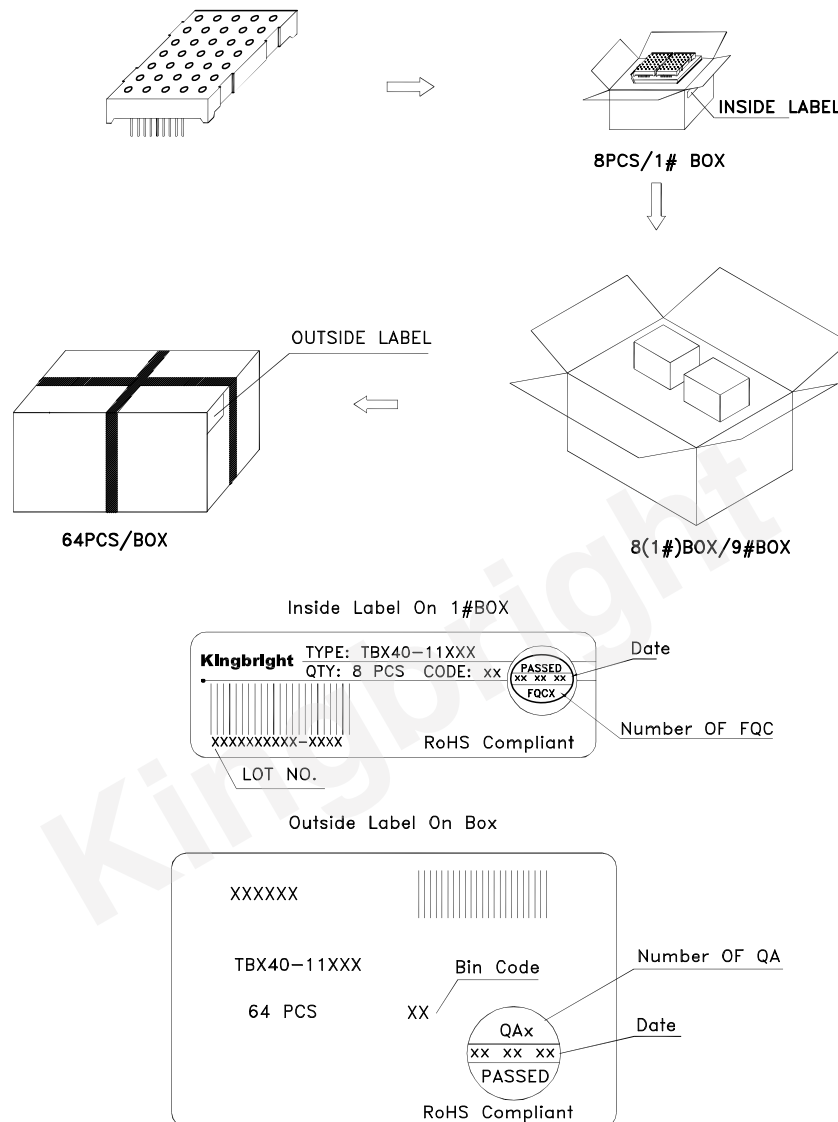 INSIDE LABEL
8PCS/1# BOX
OUTSIDE LABEL
64PCS/BOX
8(1#)BOX/9#BOX
Inside Label On 1#BOX
Kingbright
TYPE: TBX40-11XXX
QTY: 8 PCS CODE: xx
PASSED
xx xx xx
FQCX
Date
Number OF FQC
XXXXXXXXXX-XXXX
RoHS Compliant
LOT NO.
Outside Label On Box
XXXXXX
TBX40-11XXX
Bin Code
Number OF QA
64 PCS
XX
QAx
Date
xx xx xx
PASSED
RoHS Compliant
Kingbright